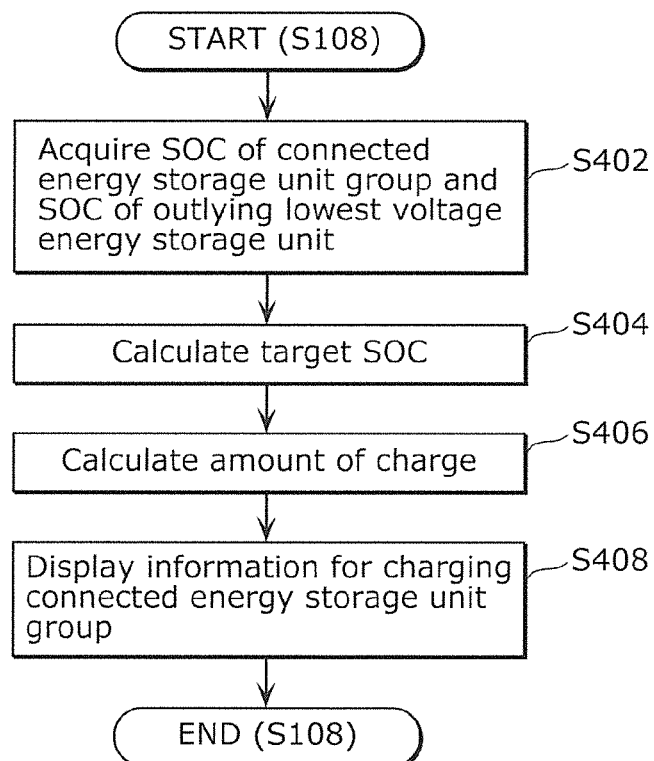 START (S108)
Acquire SOC of connected
energy storage unit group and
SOC of outlying lowest voltage
energy storage unit
S402
Calculate target SOC
S404
Calculate amount of charge
S406
Display information for charging
connected energy storage unit
group
S408
END (S108)